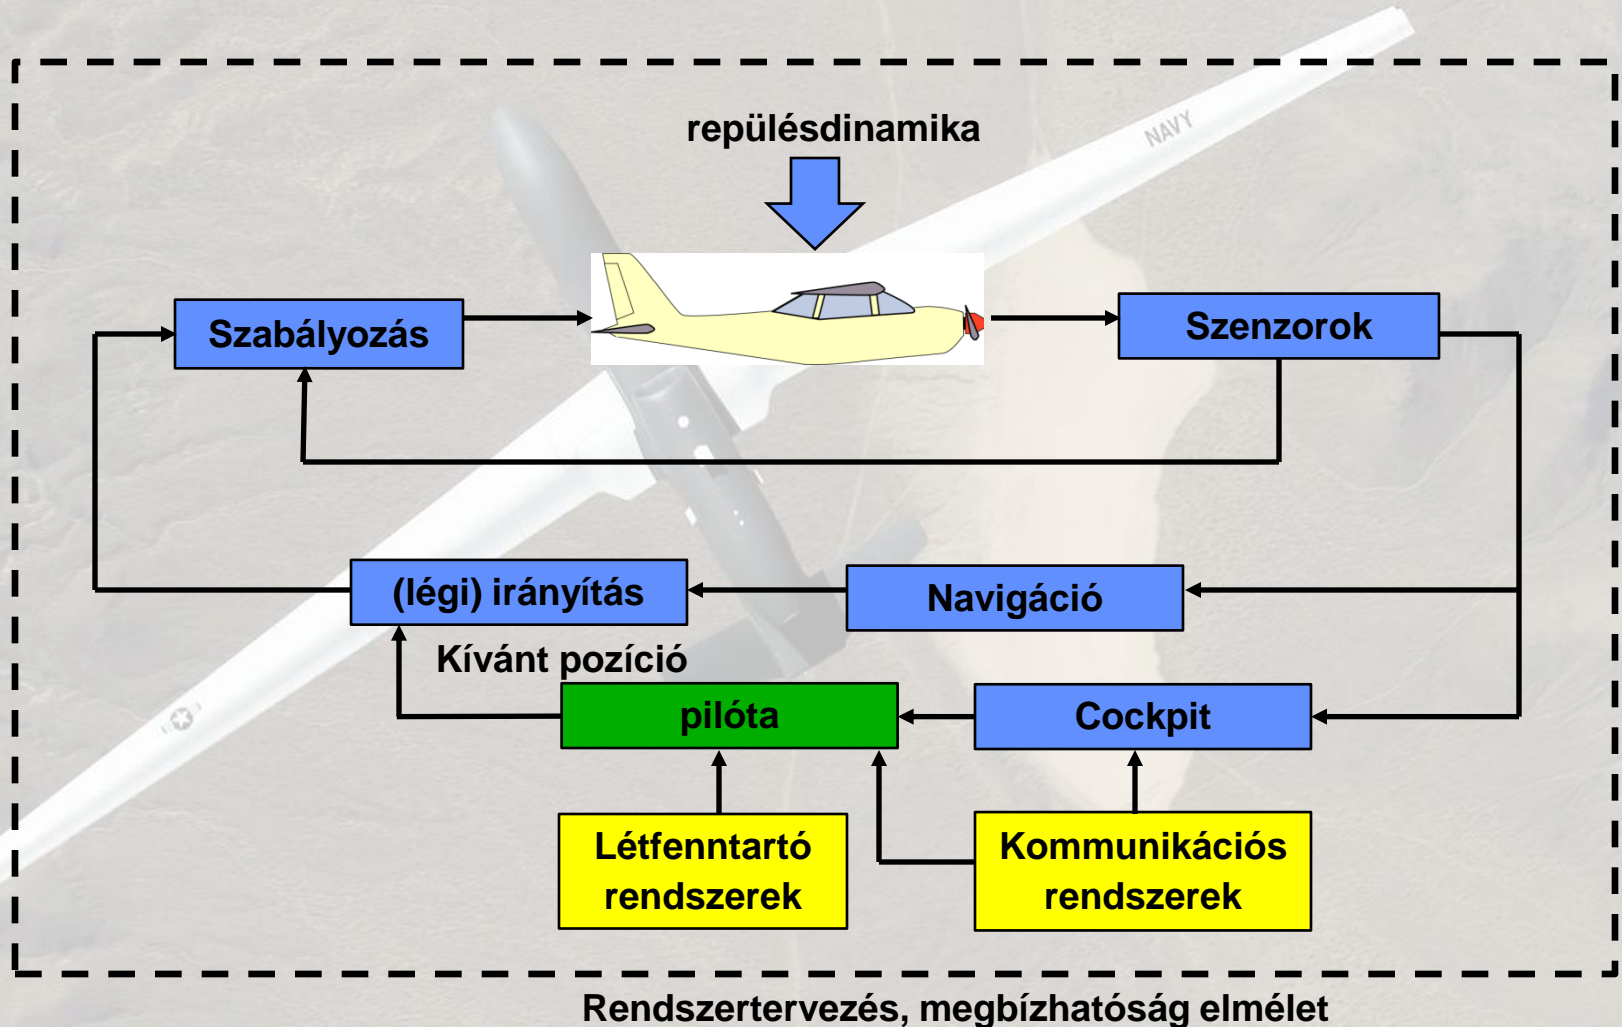 repülésdinamika
NAVY
Szabályozás
Szenzorok
(légi) irányítás
Navigáció
Kívánt pozíció
pilóta
Cockpit
Létfenntartó
rendszerek
Kommunikációs
rendszerek
Rendszertervezés, megbízhatóság elmélet